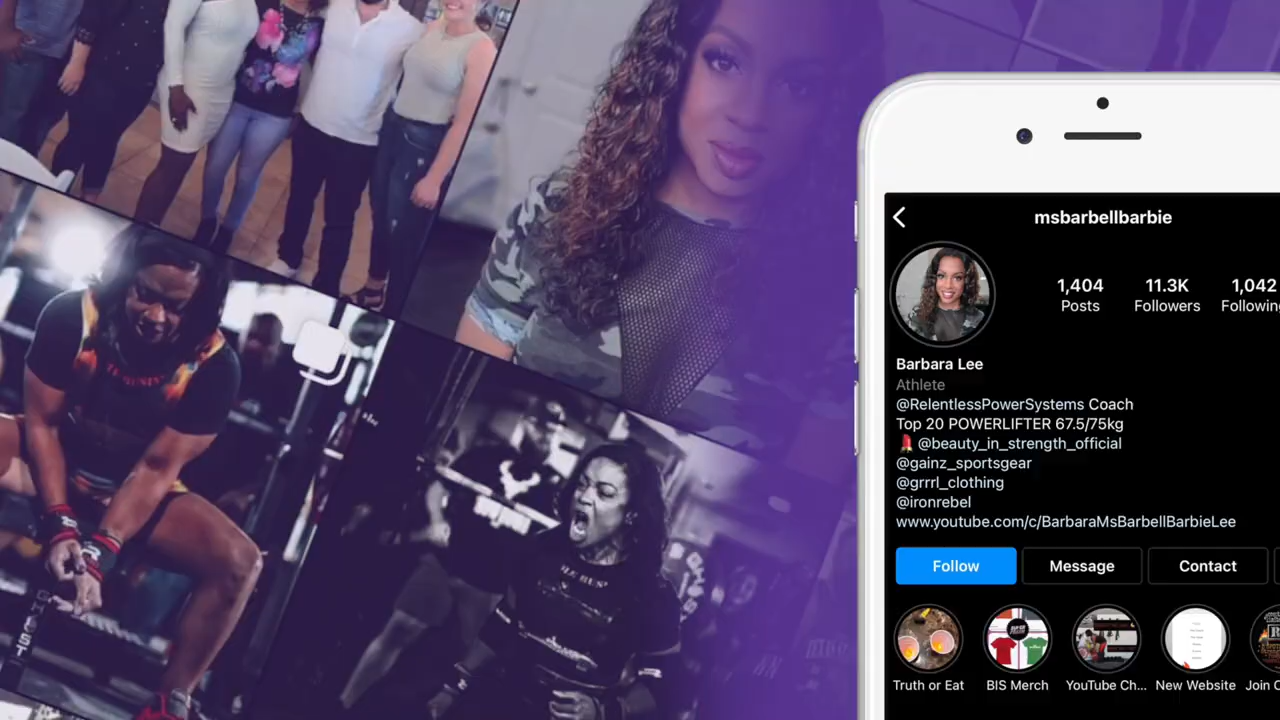 msbarbellbarbie
1,404
Posts
11.3K
Followers
1,042
Following
Barbara Lee
Athlete
@RelentlessPowerSystems Coach
Top 20 POWERLIFTER 67.5/75kg
@beauty_in_strength_official
@gainz_sportsgear
@grrrl_clothing
@ironrebel
www.youtube.com/c/BarbaraMsBarbellBarbieLee
Follow
Message
Contact
Truth or Eat
BIS Merch
YouTube Ch...
New Website
Join